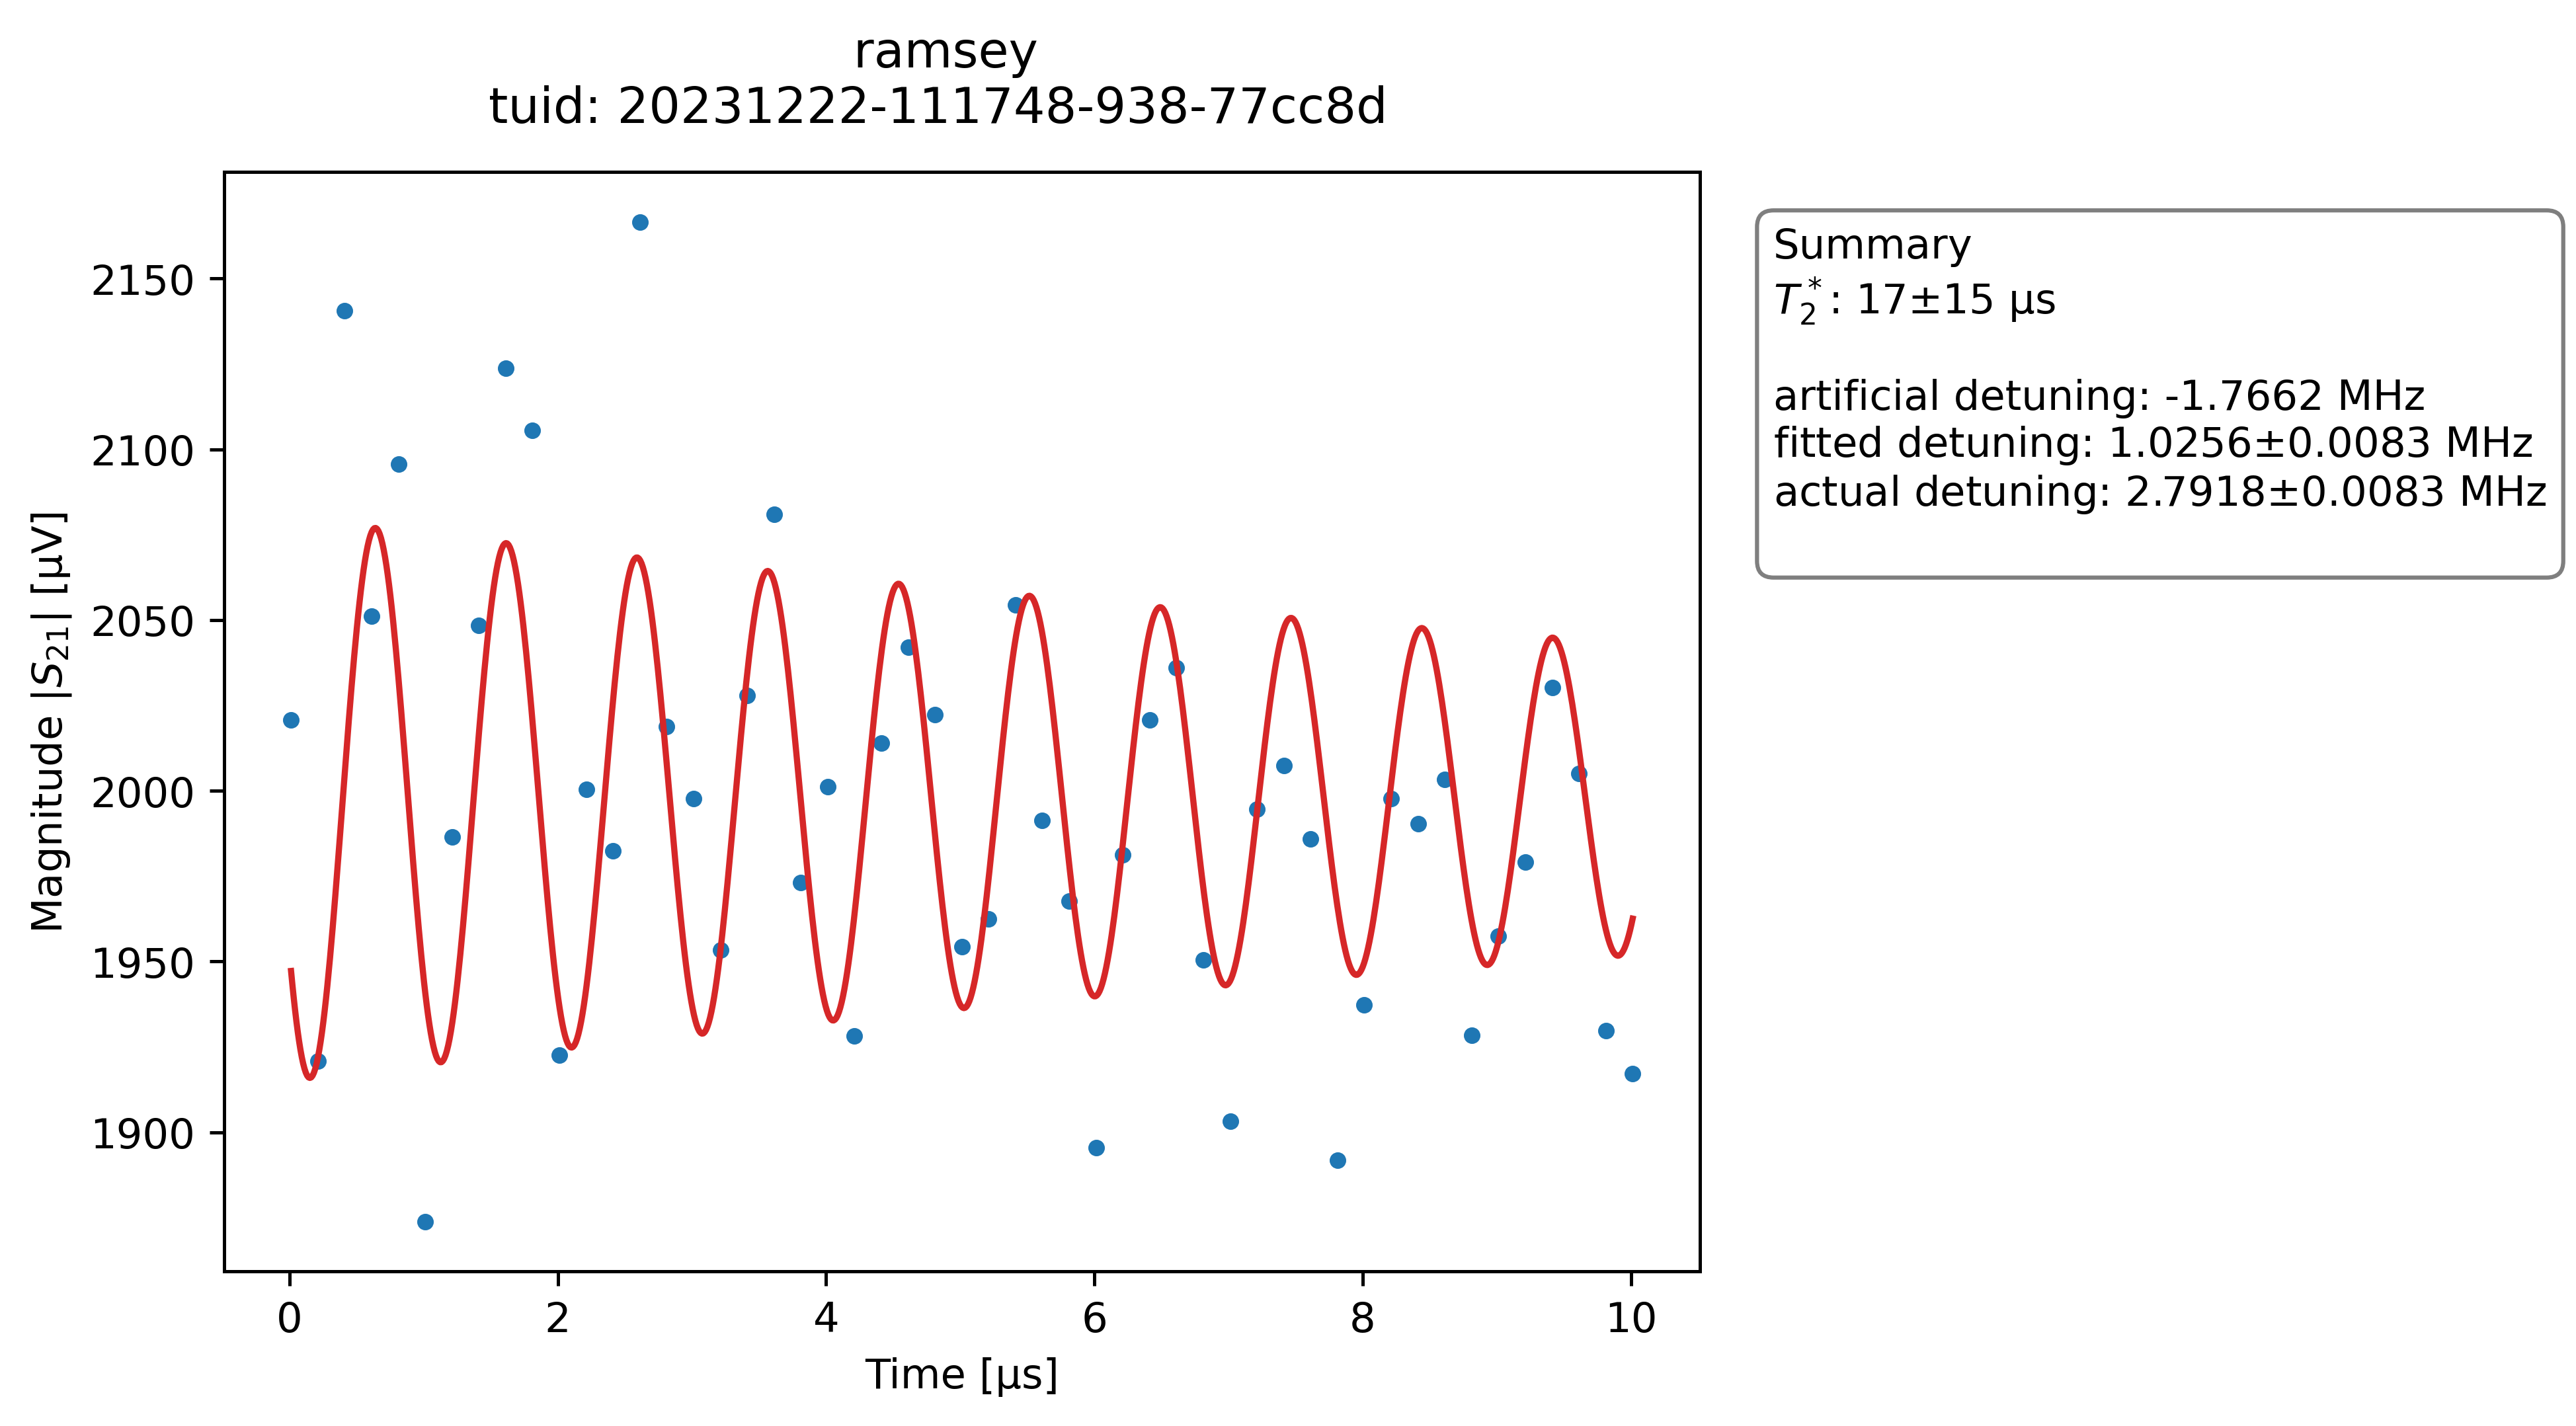 ramsey
tuid: 20231222-111748-938-77cc8d
Magnitude |S21| [µV]
2150
2100
2050
2000
1950
1900
0 2 4 6 8 10
Time [µs]
Summary
T2*: 17±15 µs
artificial detuning: -1.7662 MHz
fitted detuning: 1.0256±0.0083 MHz
actual detuning: 2.7918±0.0083 MHz